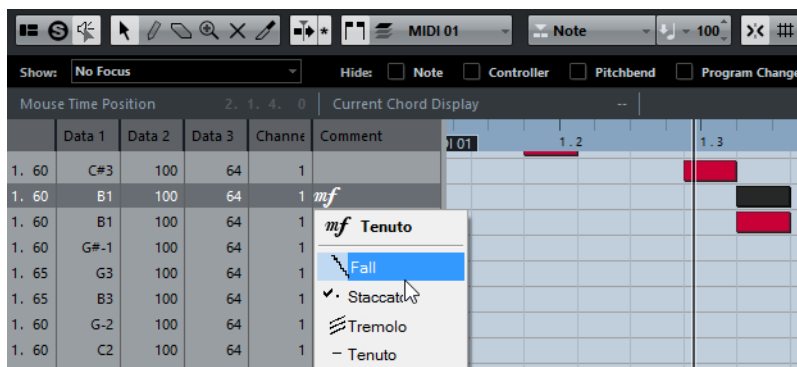 MIDI 01 Note 100
Show: No Focus Hide: Note Controller Pitchbend Program Change
Mouse Time Position 2. 1. 4. 0 Current Chord Display --
Data 1 Data 2 Data 3 Channe Comment I 01 1.2 1.3
1. 60 C#3 100 64 1
1. 60 B1 100 64 1 mf
1. 60 B1 100 64 1 mf Tenuto
1. 60 G#-1 100 64 1
1. 65 G3 100 64 1 Fall
1. 65 B3 100 64 1 Staccato
1. 60 G-2 100 64 1 Tremolo
1. 60 C2 100 64 1 Tenuto